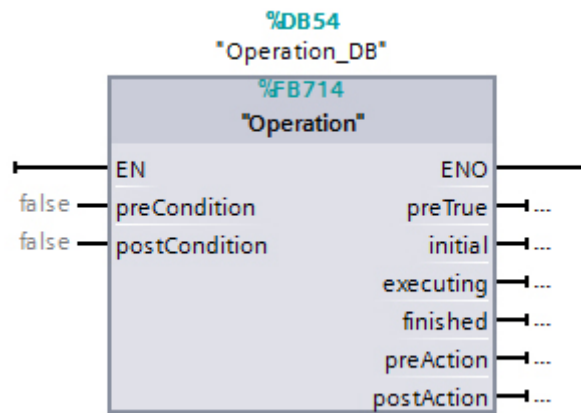 %DB54
"Operation_DB"
%FB714
"Operation"
EN ENO
false preCondition preTrue ...
false postCondition initial ...
executing ...
finished ...
preAction ...
postAction ...